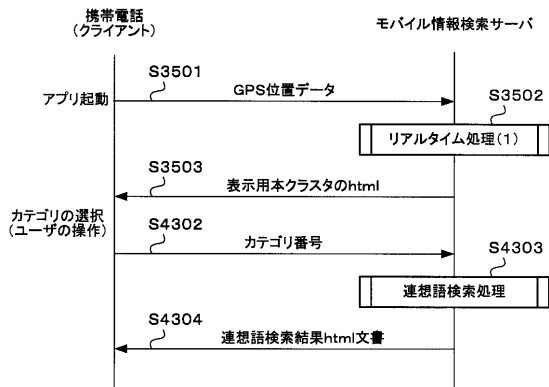 携帯電話
(クライアント)
モバイル情報検索サーバ
S3501
アプリ起動
GPS位置データ
S3502
リアルタイム処理(1)
S3503
表示用本クラスタのhtml
カテゴリの選択
(ユーザの操作)
S4302
カテゴリ番号
S4303
連想語検索処理
S4304
連想語検索結果html文書